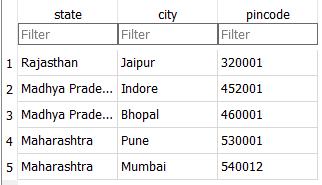 state city pincode
Filter Filter Filter
1 Rajasthan Jaipur 320001
2 Madhya Prade... Indore 452001
3 Madhya Prade... Bhopal 460001
4 Maharashtra Pune 530001
5 Maharashtra Mumbai 540012